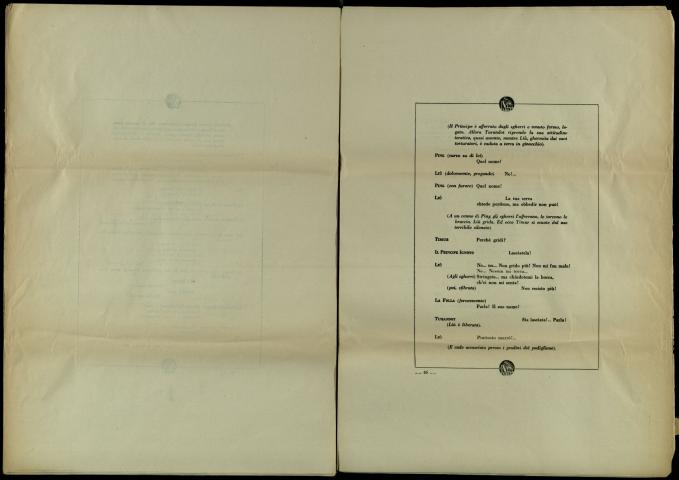 (Il Principe è afferrato dagli sgherri e tenuto fermo, le-
gato. Allora Turandot riprende la sua attitudine
ieratica, quasi assente, mentre Liù, ghermita dai suoi
torturatori, è caduta a terra in ginocchio).
PING (curvo su di lei)
Quel nome!
LIÙ (dolcemente, pregando) No!...
PING (con furore) Quel nome!
LIÙ La tua serva
chiede perdono, ma obbedir non può!
(A un cenno di Ping gli sgherri l'afferrano, le torcono le
braccia. Liù grida. Ed ecco Timur si scuote dal suo
terribile silenzio)
TIMUR Perchè gridi?
IL PRINCIPE IGNOTO Lasciatela!
LIÙ No... no... Non grido più! Non mi fan male!
No... Nessun mi tocca...
(Agli sgherri) Stringete... ma chiudetemi la bocca,
ch'ei non mi senta!
(poi, sfibrata) Non resisto più!
LA FOLLA (ferocemente)
Parla! Il suo nome!
TURANDOT Sia lasciata!... Parla!
(Liù è liberata).
LIÙ Piuttosto morrò!...
(E cade accasciata presso i gradini del padiglione).